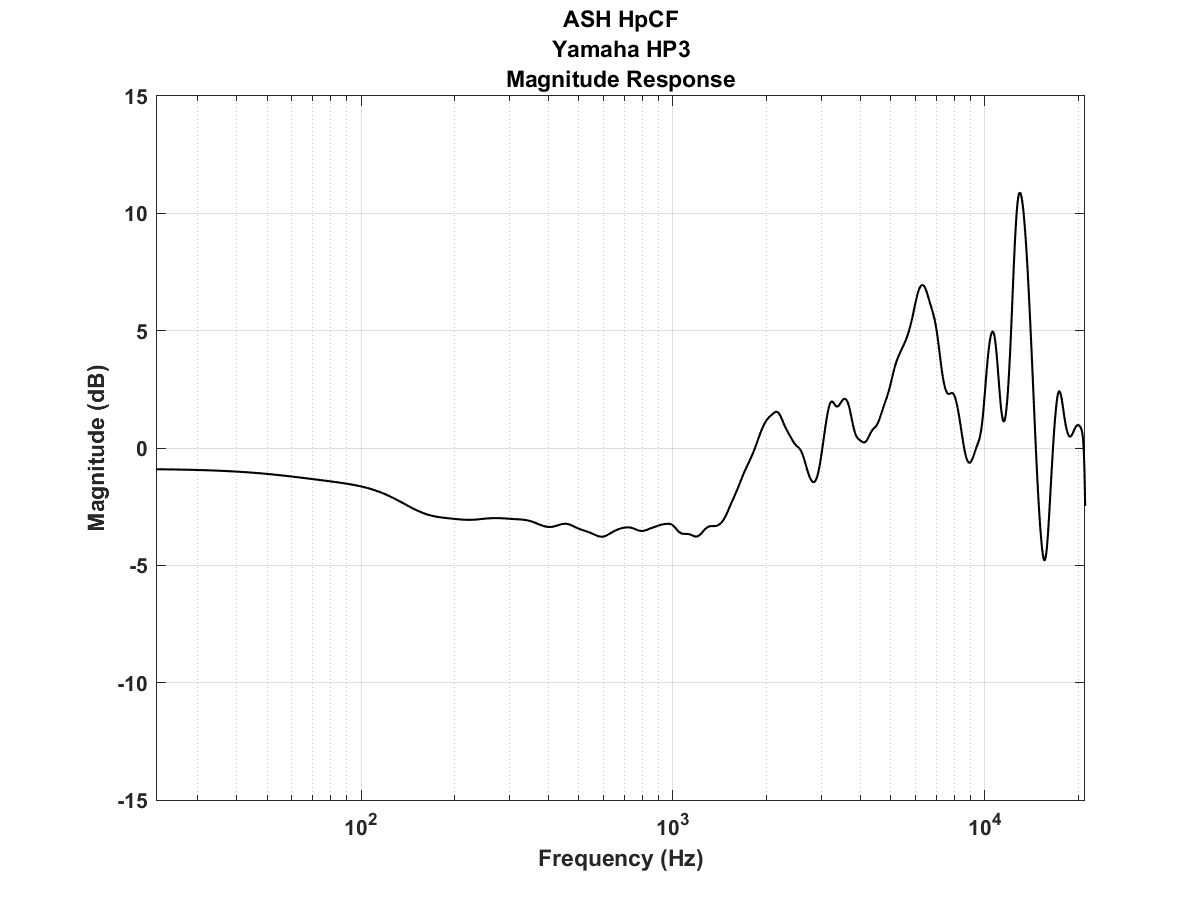 ASH HpCF
Yamaha HP3
Magnitude Response
15
10
5
0
-5
-10
-15
Magnitude (dB)
10² 10³ 10⁴
Frequency (Hz)